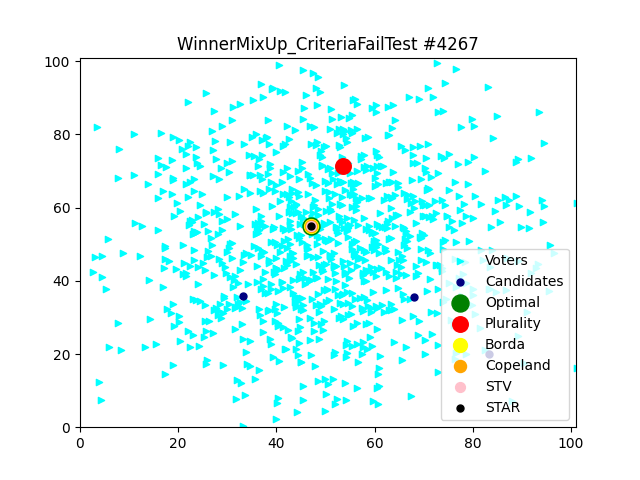 WinnerMixUp_CriteriaFailTest #4267
100
80
60
40
20
0
0 20 40 60 80 100
Voters
Candidates
Optimal
Plurality
Borda
Copeland
STV
STAR